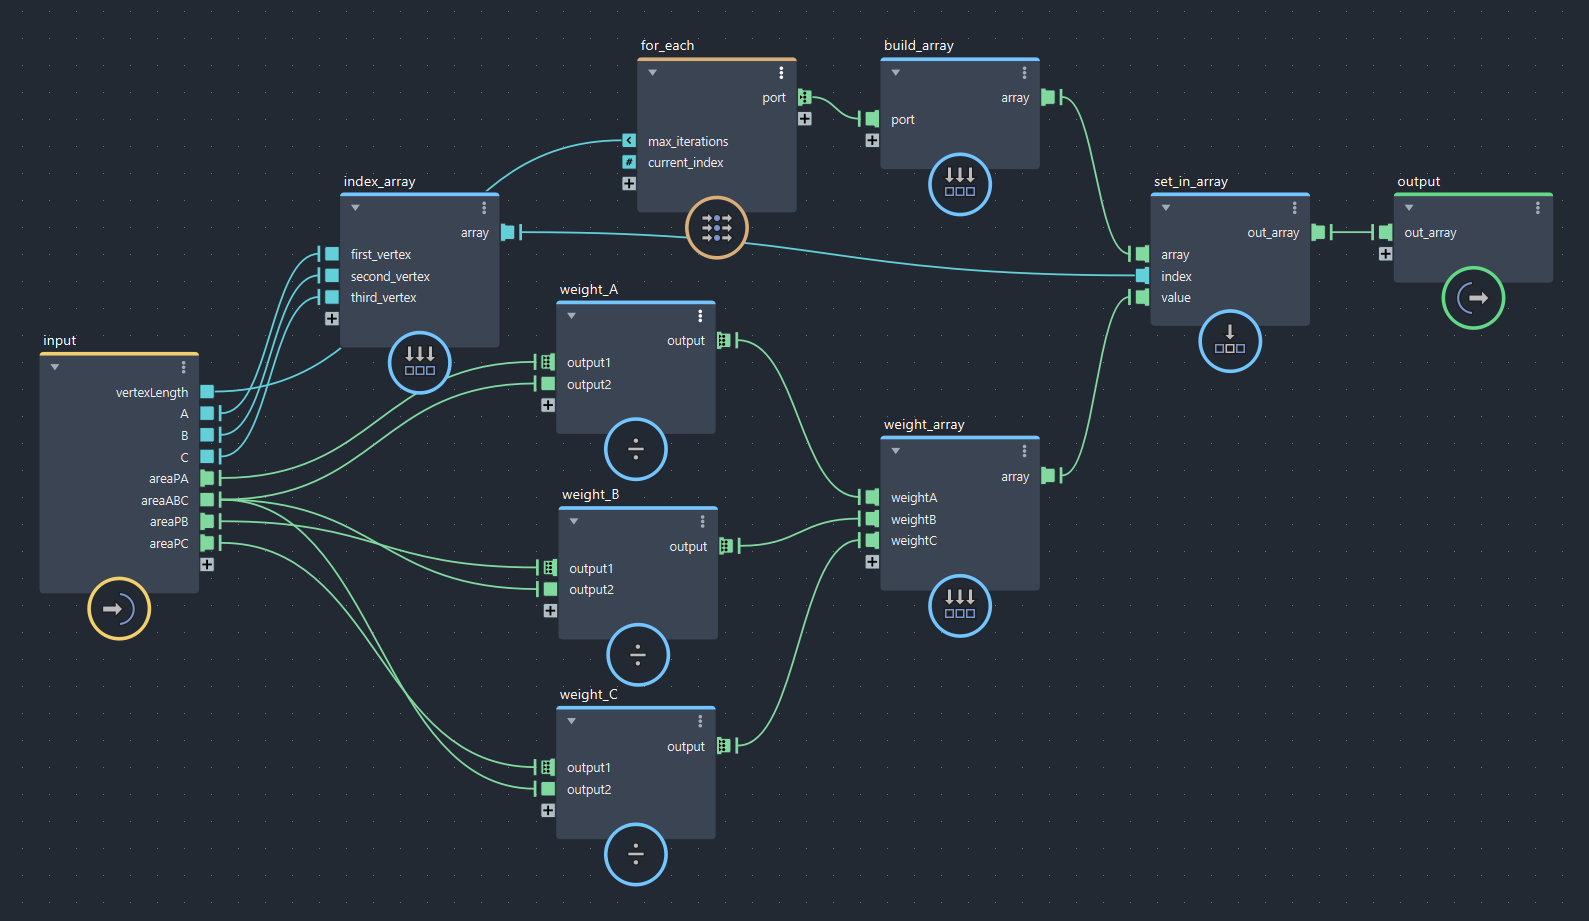 for_each
port
max_iterations
current_index
build_array
array
port
index_array
array
first_vertex
second_vertex
third_vertex
set_in_array
out_array
array
index
value
output
out_array
input
vertexLength
A
B
C
areaPA
areaABC
areaPB
areaPC
weight_A
output
output1
output2
weight_B
output
output1
output2
weight_array
array
weightA
weightB
weightC
weight_C
output
output1
output2